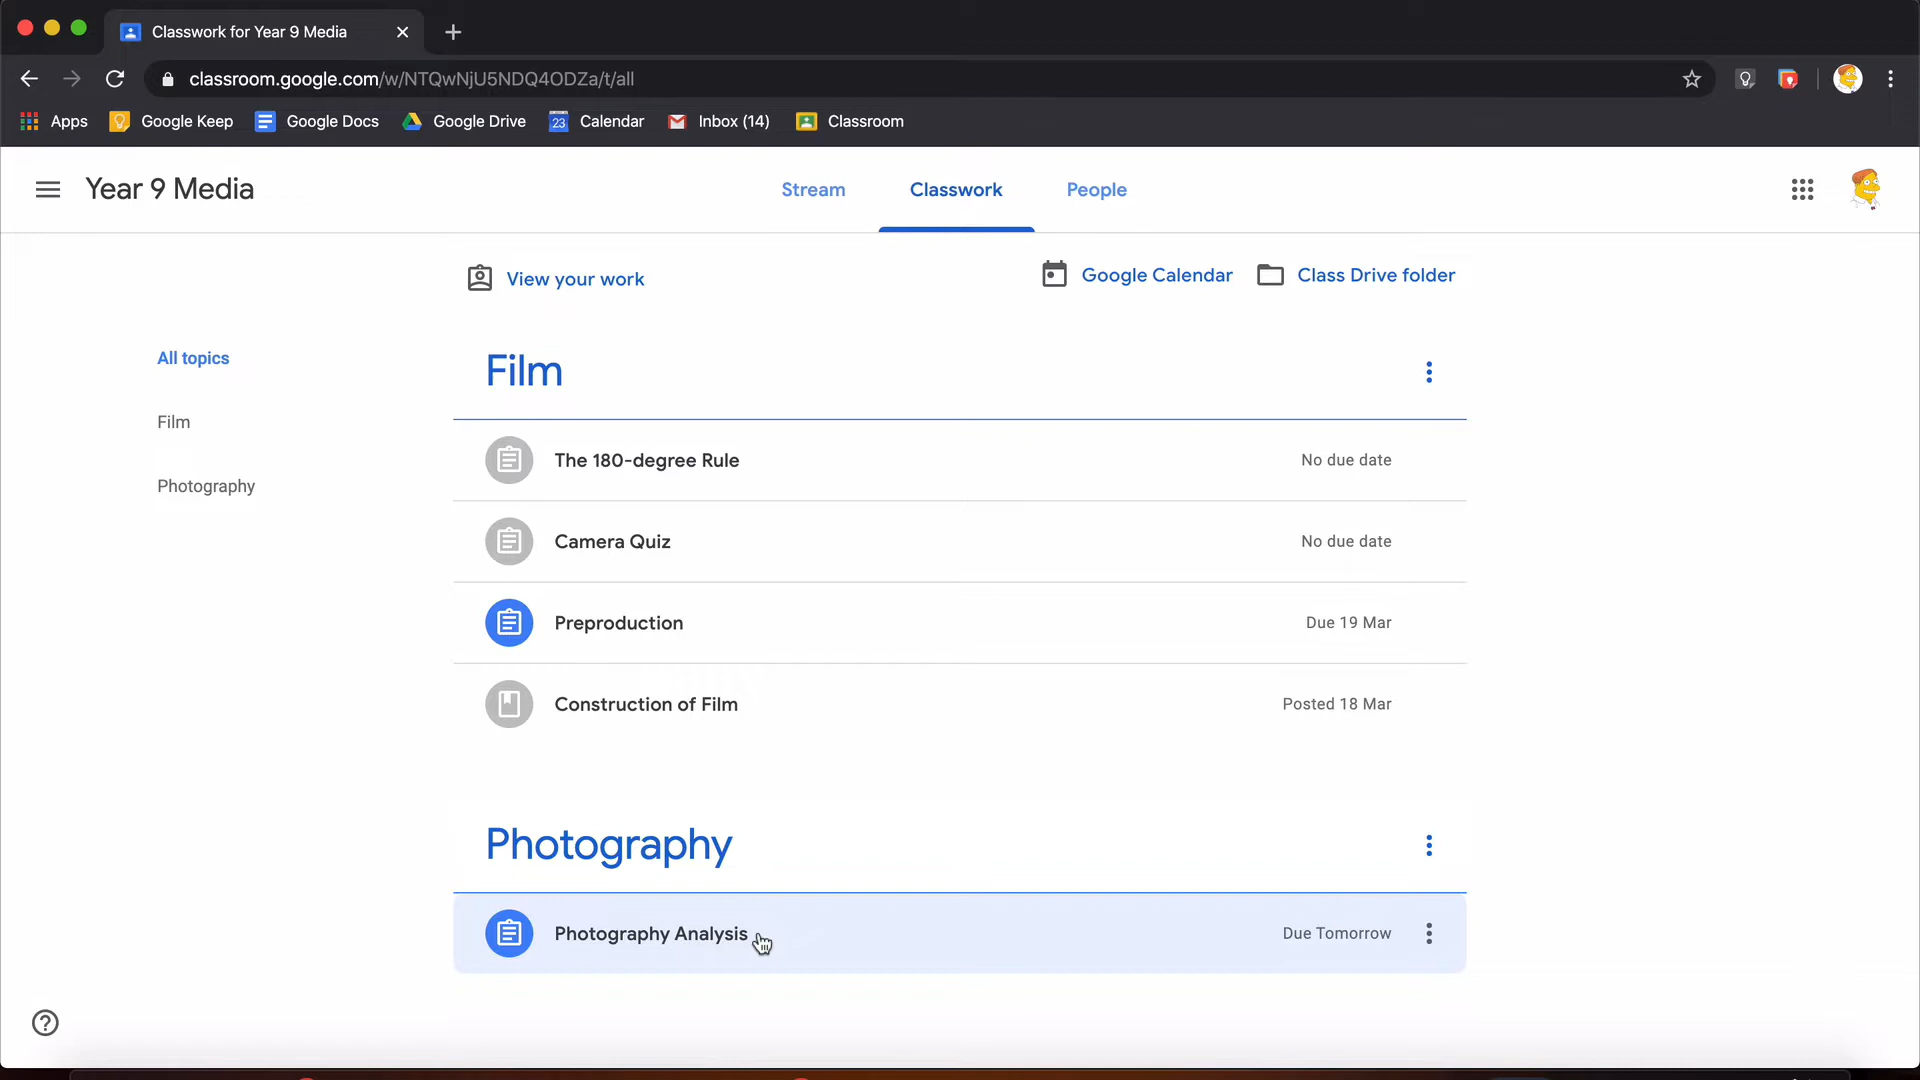 Classwork for Year 9 Media
classroom.google.com/w/NTQwNjU5NDQ4ODZa/t/all
Apps Google Keep Google Docs Google Drive 23 Calendar Inbox (14) Classroom
Year 9 Media Stream Classwork People
View your work Google Calendar Class Drive folder
All topics
Film
Photography
Film
The 180-degree Rule No due date
Camera Quiz No due date
Preproduction Due 19 Mar
Construction of Film Posted 18 Mar
Photography
Photography Analysis Due Tomorrow